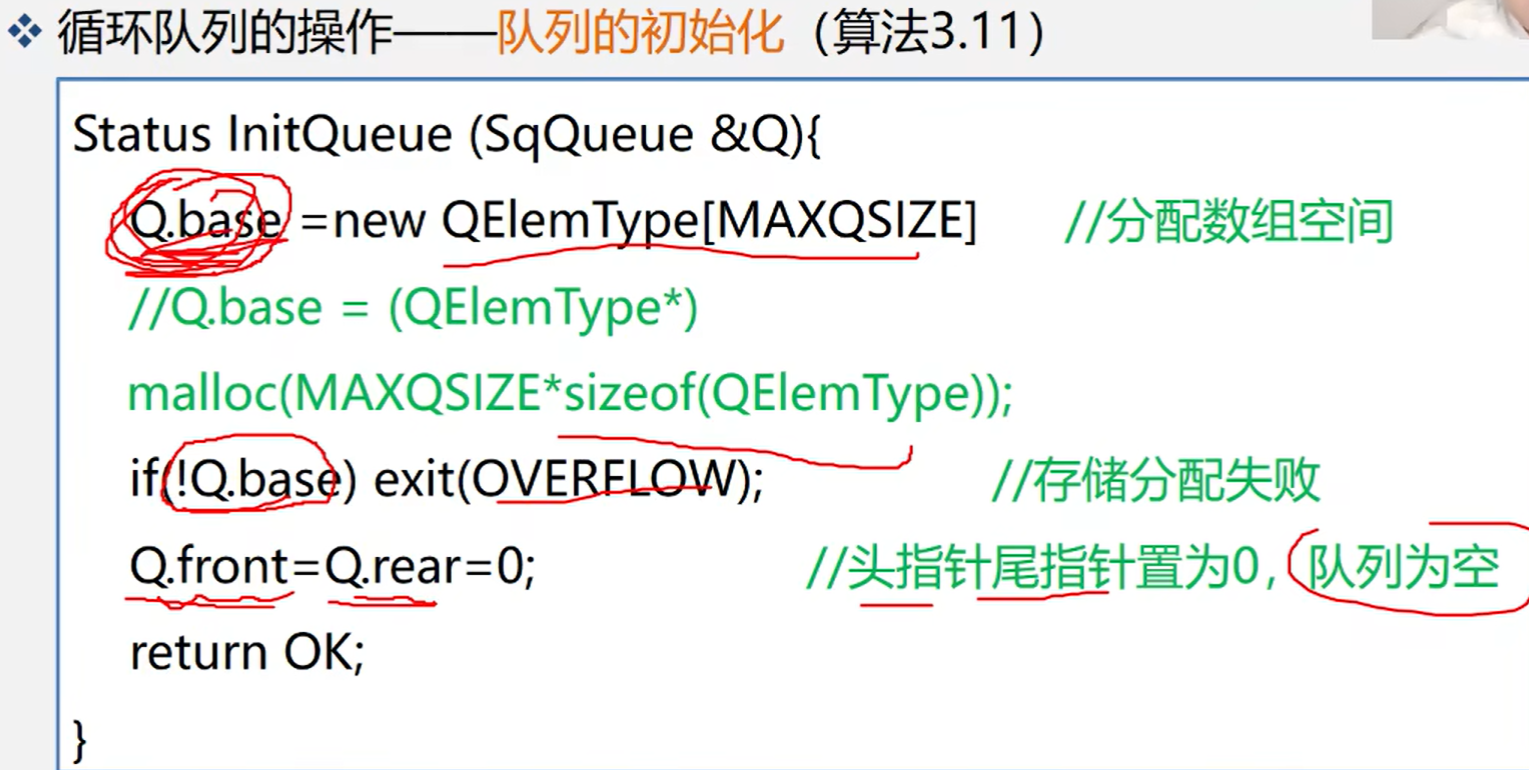 循环队列的操作——队列的初始化（算法3.11）
Status InitQueue (SqQueue &Q){
Q.base =new QElemType[MAXQSIZE] //分配数组空间
//Q.base = (QElemType*)
malloc(MAXQSIZE*sizeof(QElemType));
if(!Q.base) exit(OVERFLOW); //存储分配失败
Q.front=Q.rear=0; //头指针尾指针置为0，队列为空
return OK;
}